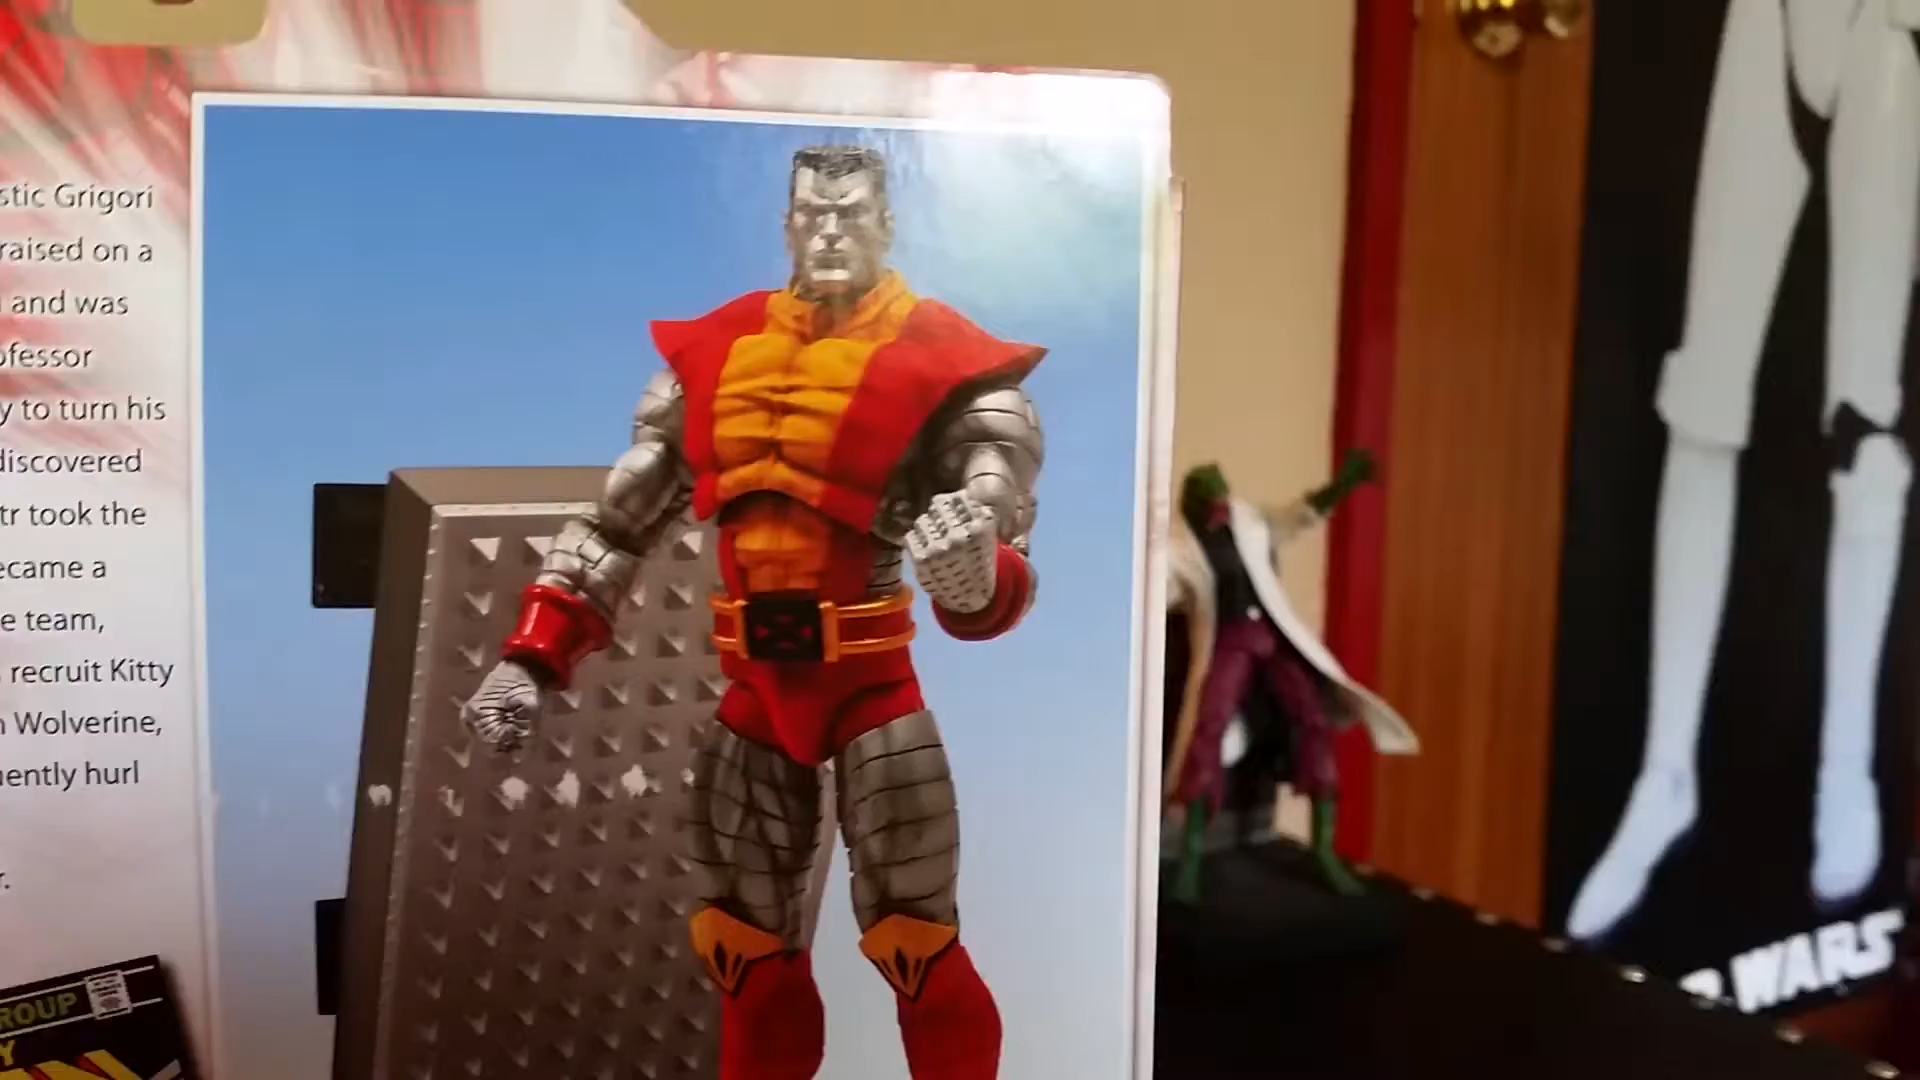 stic Grigori
raised on a
and was
ofessor
y to turn his
discovered
tr took the
ecame a
e team,
recruit Kitty
n Wolverine,
uently hurl
r.
ROUP
Y
WARS